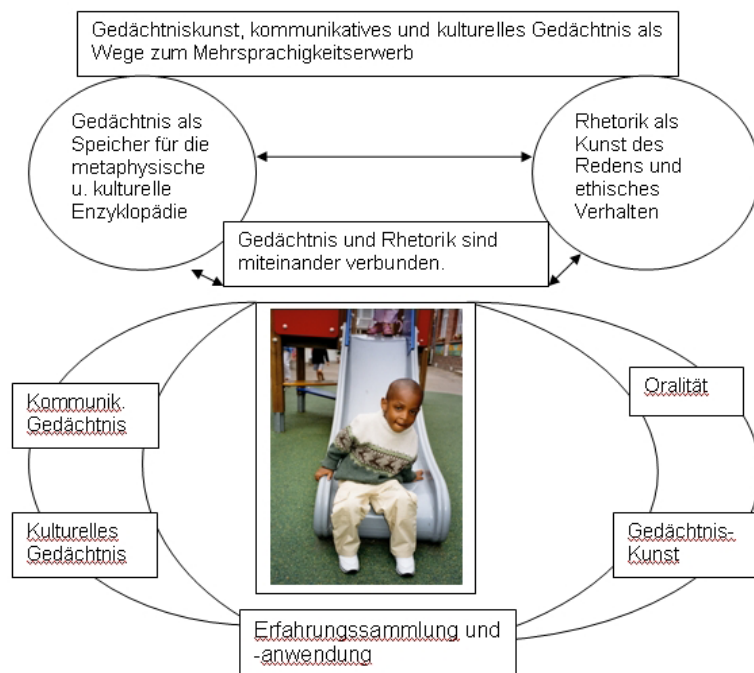 Gedächtniskunst, kommunikatives und kulturelles Gedächtnis als
Wege zum Mehrsprachigkeitserwerb
Gedächtnis als
Speicher für die
metaphysische
u. kulturelle
Enzyklopädie
Rhetorik als
Kunst des
Redens und
ethisches
Verhalten
Gedächtnis und Rhetorik sind
miteinander verbunden.
Kommunik.
Gedächtnis
Oralität
Kulturelles
Gedächtnis
Gedächtnis-
Kunst
Erfahrungssammlung und
-anwendung